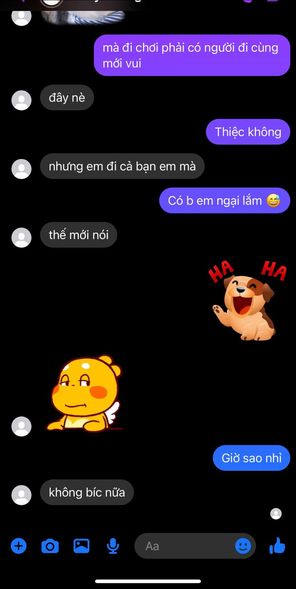 mà đi chơi phải có người đi cùng
mới vui
đây nè
Thiệc không
nhưng em đi cả bạn em mà
Có b em ngại lắm 😅
thế mới nói
HA HA
Giờ sao nhỉ
không bíc nữa
Aa